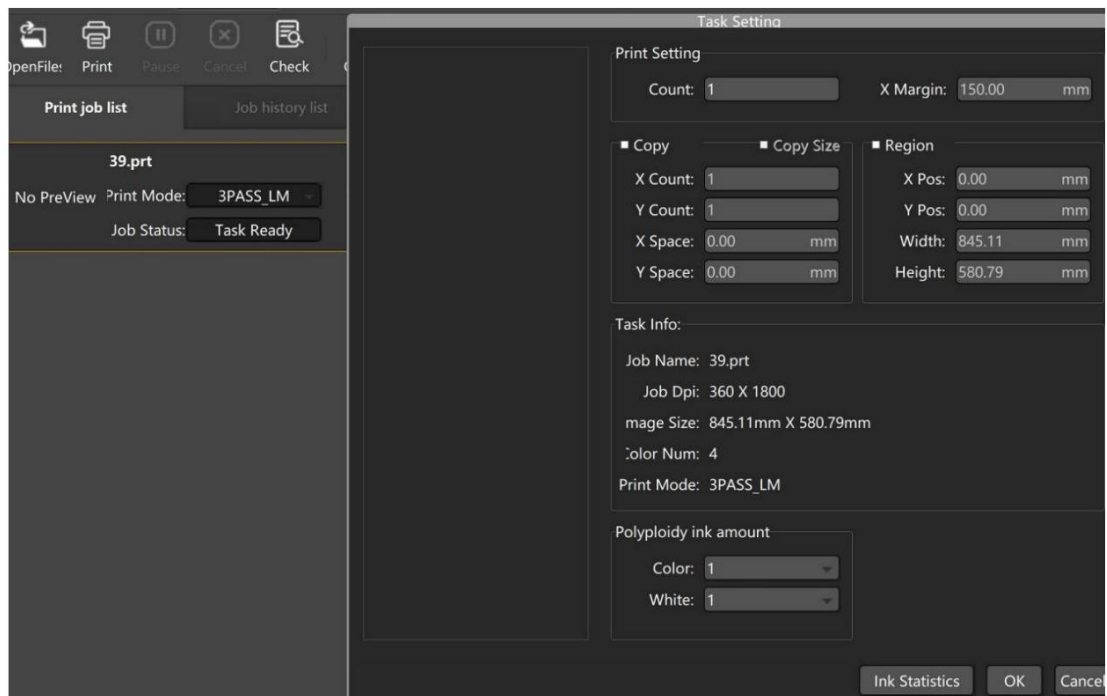 Task Setting
OpenFiles Print Pause Cancel Check
Print job list Job history list
39.prt
No PreView Print Mode: 3PASS_LM
Job Status: Task Ready
Print Setting
Count: 1 X Margin: 150.00 mm
Copy Copy Size
X Count: 1
Y Count: 1
X Space: 0.00 mm
Y Space: 0.00 mm
Region
X Pos: 0.00 mm
Y Pos: 0.00 mm
Width: 845.11 mm
Height: 580.79 mm
Task Info:
Job Name: 39.prt
Job Dpi: 360 X 1800
mage Size: 845.11mm X 580.79mm
Color Num: 4
Print Mode: 3PASS_LM
Polyploidy ink amount
Color: 1
White: 1
Ink Statistics OK Cancel